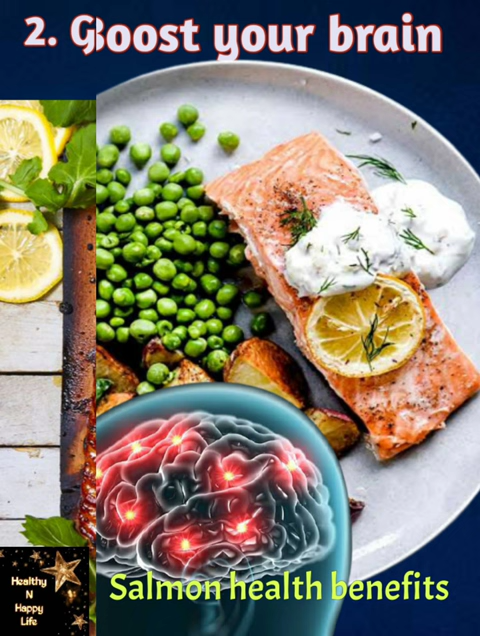 2. Boost your brain
Salmon health benefits
Healthy
N
Happy
Life